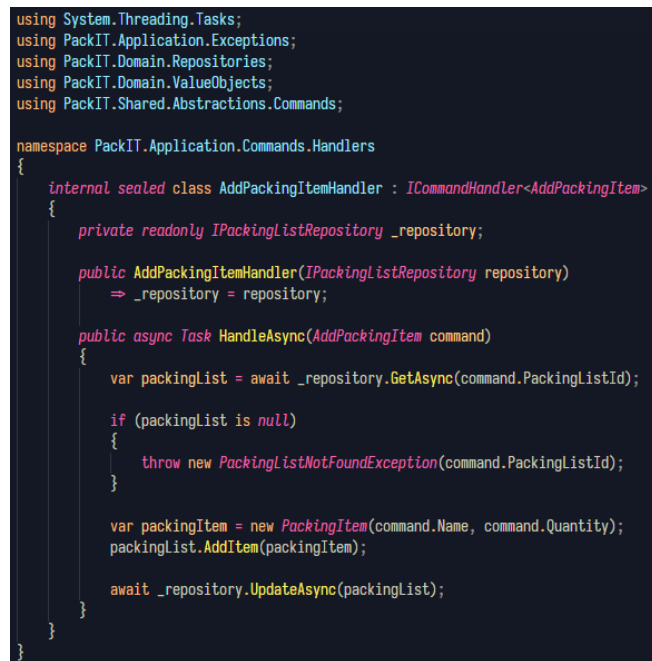 using System.Threading.Tasks;
using PackIT.Application.Exceptions;
using PackIT.Domain.Repositories;
using PackIT.Domain.ValueObjects;
using PackIT.Shared.Abstractions.Commands;

namespace PackIT.Application.Commands.Handlers
{
    internal sealed class AddPackingItemHandler : ICommandHandler<AddPackingItem>
    {
        private readonly IPackingListRepository _repository;

        public AddPackingItemHandler(IPackingListRepository repository)
            => _repository = repository;

        public async Task HandleAsync(AddPackingItem command)
        {
            var packingList = await _repository.GetAsync(command.PackingListId);

            if (packingList is null)
            {
                throw new PackingListNotFoundException(command.PackingListId);
            }

            var packingItem = new PackingItem(command.Name, command.Quantity);
            packingList.AddItem(packingItem);

            await _repository.UpdateAsync(packingList);
        }
    }
}